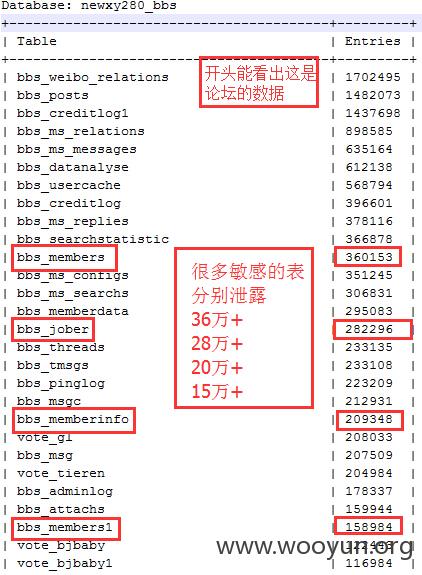 Database: newxy280_bbs
| Table | Entries |
| bbs_weibo_relations | 1702495 |
| bbs_posts | 1482073 |
| bbs_creditlog1 | 1437698 |
| bbs_ms_relations | 898585 |
| bbs_ms_messages | 635164 |
| bbs_datanalyse | 612138 |
| bbs_usercache | 568794 |
| bbs_creditlog | 396601 |
| bbs_ms_replies | 378116 |
| bbs_searchstatistic | 366878 |
| bbs_members | 360153 |
| bbs_ms_configs | 351245 |
| bbs_ms_searchs | 306831 |
| bbs_memberdata | 295083 |
| bbs_jober | 282296 |
| bbs_threads | 233135 |
| bbs_tmsgs | 233108 |
| bbs_pinglog | 223209 |
| bbs_msgc | 212931 |
| bbs_memberinfo | 209348 |
| vote_gl | 208033 |
| bbs_msg | 207509 |
| vote_tieren | 204984 |
| bbs_adminlog | 178337 |
| bbs_attachs | 159944 |
| bbs_members1 | 158984 |
| vote_bjbaby |
| vote_bjbaby1 | 116984 |
开头能看出这是
论坛的数据
很多敏感的表
分别泄露
36万+
28万+
20万+
15万+
www.wooyun.org